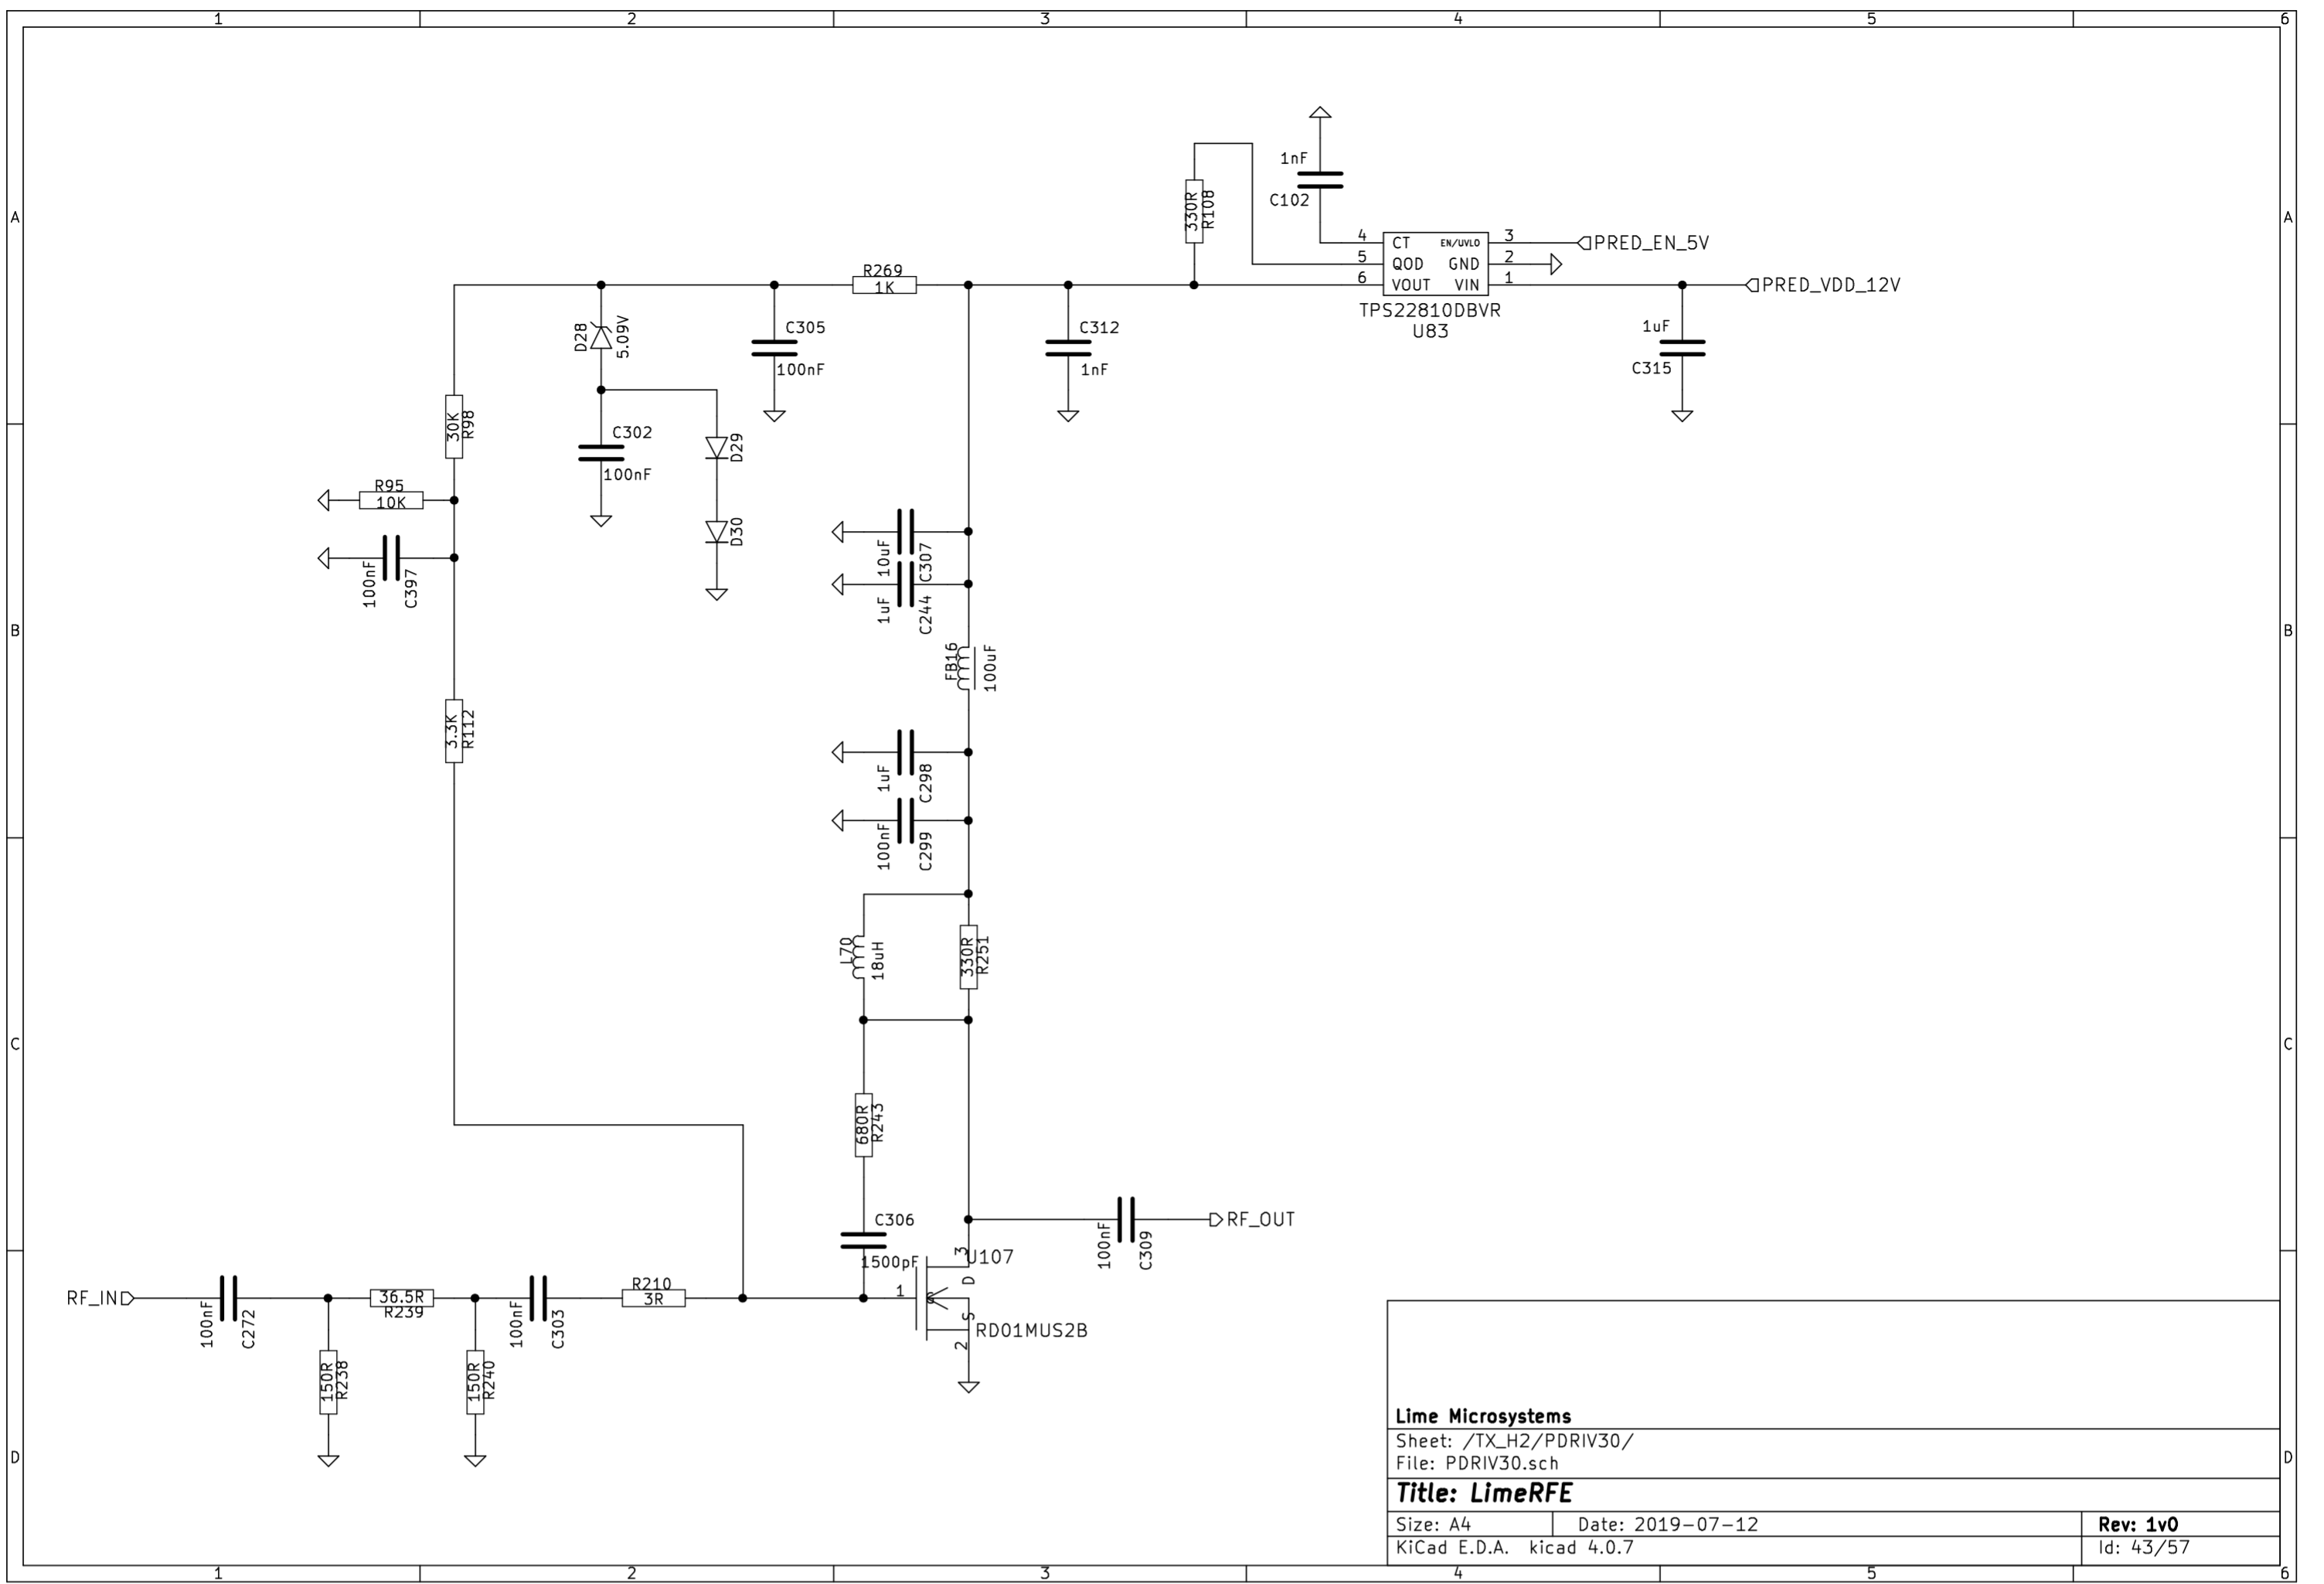 1 2 3 4 5 6
A
A
1nF
C102
330R
R108
4 CT EN/UVLO 3
PRED_EN_5V
5 QOD GND 2
6 VOUT VIN 1
PRED_VDD_12V
TPS22810DBVR
U83
1uF
C315
R269
1K
D28
5.09V
C305
100nF
C312
1nF
30K
R98
C302
100nF
D29
R95
10K
D30
100nF
C397
10uF
C307
1uF
C244
B
B
FB16
100uF
3.3K
R112
1uF
C298
100nF
C299
L70
18uH
330R
R251
C
C
680R
R243
C306
1500pF
3
U107
D
100nF
C309
RF_OUT
RF_IN
100nF
C272
36.5R
R239
100nF
C303
R210
3R
1
G
S
RD01MUS2B
2
150R
R238
150R
R240
D
D
Lime Microsystems
Sheet: /TX_H2/PDRIV30/
File: PDRIV30.sch
Title: LimeRFE
Size: A4 Date: 2019-07-12 Rev: 1v0
KiCad E.D.A. kicad 4.0.7 Id: 43/57
1 2 3 4 5 6